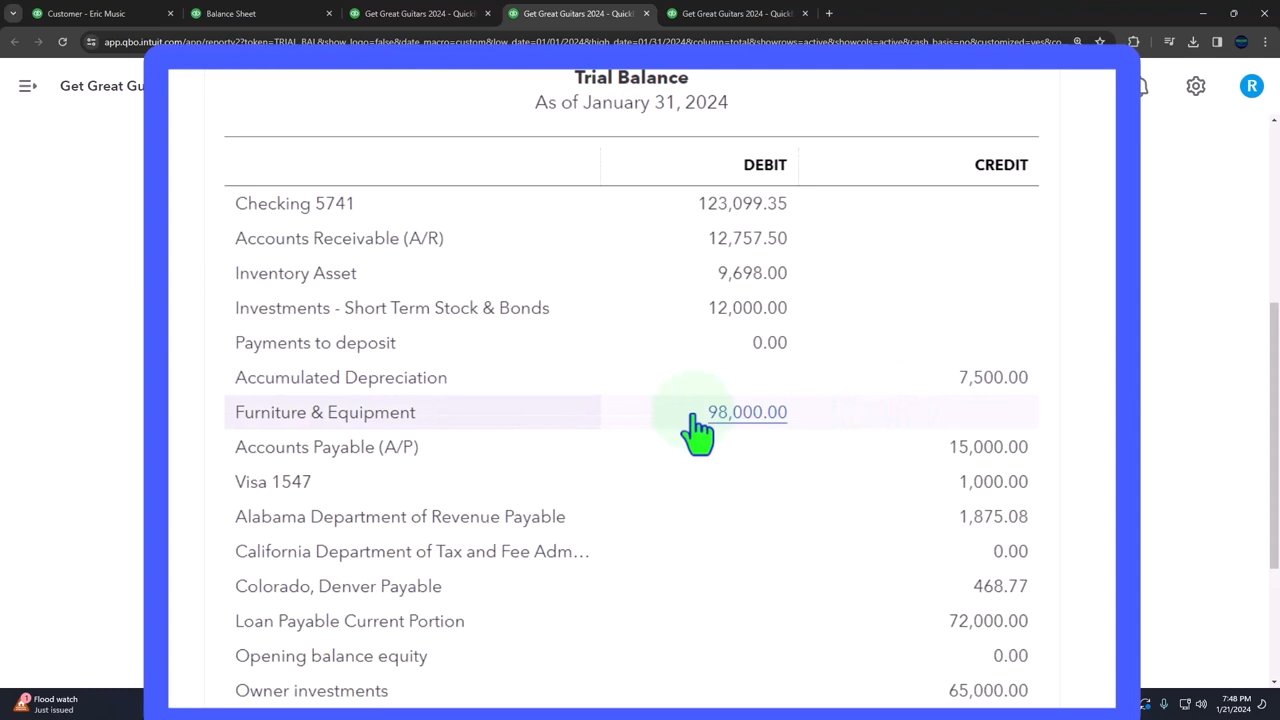 Customer: Eric Music
Balance Sheet
Get Great Guitars 2024 - Quick
Get Great Guitars 2024 - Quick
Get Great Guitars 2024 - Quick
Get Great Gu
R
Trial Balance
As of January 31, 2024
DEBIT CREDIT
Checking 5741 123,099.35
Accounts Receivable (A/R) 12,757.50
Inventory Asset 9,698.00
Investments - Short Term Stock & Bonds 12,000.00
Payments to deposit 0.00
Accumulated Depreciation 7,500.00
Furniture & Equipment 98,000.00
Accounts Payable (A/P) 15,000.00
Visa 1547 1,000.00
Alabama Department of Revenue Payable 1,875.08
California Department of Tax and Fee Adm… 0.00
Colorado, Denver Payable 468.77
Loan Payable Current Portion 72,000.00
Opening balance equity 0.00
Owner investments 65,000.00
1
Flood watch
Just issued
7:48 PM
1/21/2024